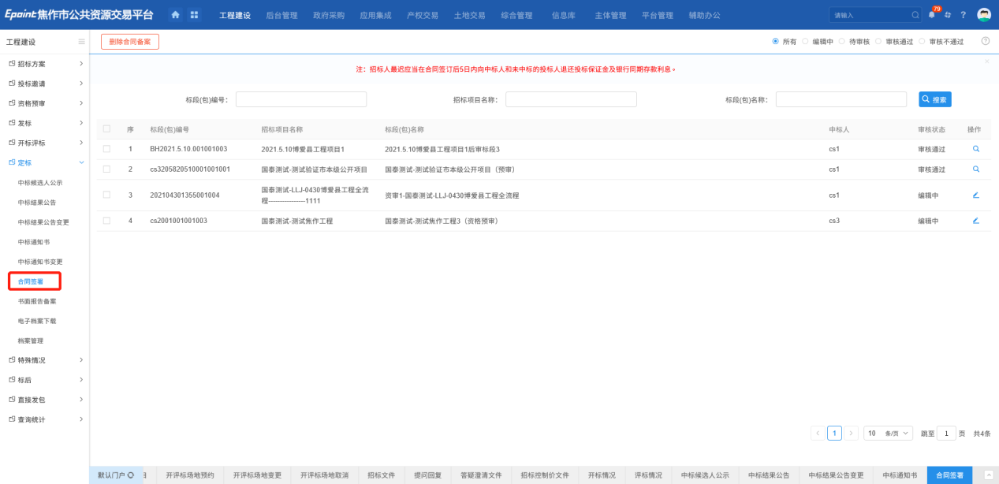 Epoint焦作市公共资源交易平台 工程建设 后台管理 政府采购 应用集成 产权交易 土地交易 综合管理 信息库 主体管理 平台管理 辅助办公 请输入 79 ?
工程建设
招标方案
投标邀请
资格预审
发标
开标评标
定标
中标候选人公示
中标结果公告
中标结果公告变更
中标通知书
中标通知书变更
合同签署
书面报告备案
电子档案下载
档案管理
特殊情况
标后
直接发包
查询统计
删除合同备案 所有 编辑中 待审核 审核通过 审核不通过 ?
注：招标人最迟应当在合同签订后5日内向中标人和未中标的投标人退还投标保证金及银行同期存款利息。
标段(包)编号： 招标项目名称： 标段(包)名称： 搜索
序 标段(包)编号 招标项目名称 标段(包)名称 中标人 审核状态 操作
1 BH2021.5.10.001001003 2021.5.10博爱县工程项目1 2021.5.10博爱县工程项目1后审标段3 cs1 审核通过
2 cs3205820510001001001 国泰测试-测试验证市本级公开项目 国泰测试-测试验证市本级公开项目（预审） cs1 审核通过
3 202104301355001004 国泰测试-LLJ-0430博爱县工程全流程----------------1111 资审1-国泰测试-LLJ-0430博爱县工程全流程 cs1 编辑中
4 cs2001001001003 国泰测试-测试焦作工程 国泰测试-测试焦作工程3（资格预审） cs3 编辑中
1 10 条/页 跳至 1 页 共4条
默认门户 目 开评标场地预约 开评标场地变更 开评标场地取消 招标文件 提问回复 答疑澄清文件 招标控制价文件 开标情况 评标情况 中标候选人公示 中标结果公告 中标结果公告变更 中标通知书 合同签署